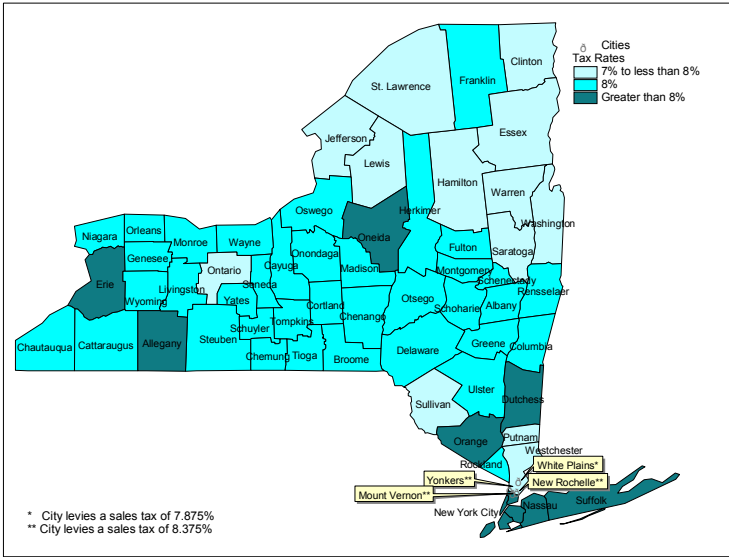 Cities
Tax Rates
7% to less than 8%
8%
Greater than 8%
Clinton
Franklin
St. Lawrence
Essex
Jefferson
Lewis
Hamilton
Warren
Washington
Oswego
Oneida
Herkimer
Saratoga
Niagara
Orleans
Monroe
Wayne
Fulton
Genesee
Onondaga
Madison
Montgomery
Ontario
Cayuga
Seneca
Schenectady
Erie
Wyoming
Livingston
Yates
Cortland
Otsego
Schoharie
Albany
Rensselaer
Chenango
Schuyler
Tompkins
Steuben
Chautauqua
Cattaraugus
Allegany
Chemung
Tioga
Broome
Delaware
Greene
Columbia
Ulster
Dutchess
Sullivan
Orange
Putnam
Westchester
Rockland
White Plains*
Yonkers**
New Rochelle**
Mount Vernon**
New York City
Nassau
Suffolk
* City levies a sales tax of 7.875%
** City levies a sales tax of 8.375%